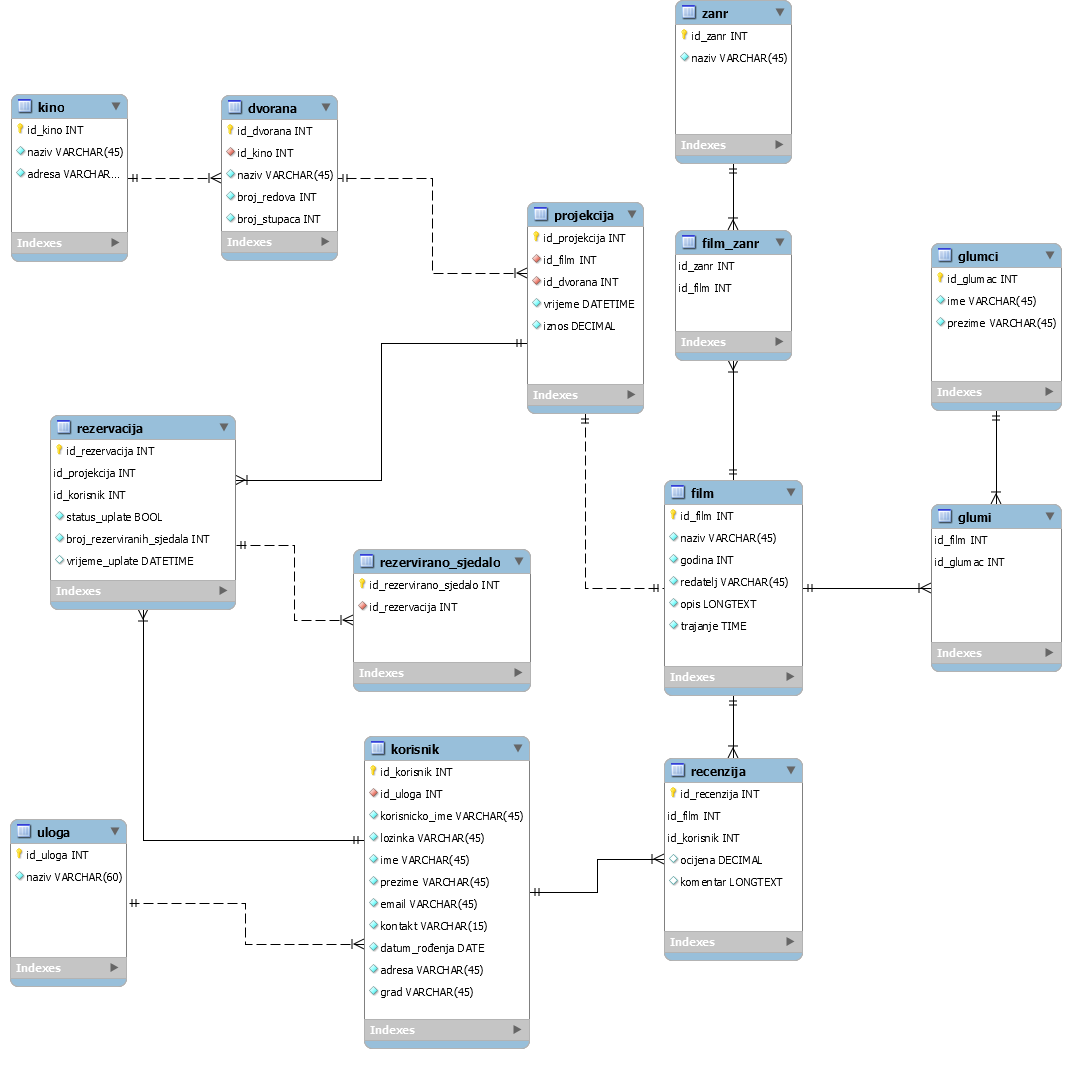 zanr
id_zanr INT
naziv VARCHAR(45)
Indexes
kino
id_kino INT
naziv VARCHAR(45)
adresa VARCHAR...
Indexes
dvorana
id_dvorana INT
id_kino INT
naziv VARCHAR(45)
broj_redova INT
broj_stupaca INT
Indexes
projekcija
id_projekcija INT
id_film INT
id_dvorana INT
vrijeme DATETIME
iznos DECIMAL
Indexes
film_zanr
id_zanr INT
id_film INT
Indexes
glumci
id_glumac INT
ime VARCHAR(45)
prezime VARCHAR(45)
Indexes
rezervacija
id_rezervacija INT
id_projekcija INT
id_korisnik INT
status_uplate BOOL
broj_rezerviranih_sjedala INT
vrijeme_uplate DATETIME
Indexes
rezervirano_sjedalo
id_rezervirano_sjedalo INT
id_rezervacija INT
Indexes
film
id_film INT
naziv VARCHAR(45)
godina INT
redatelj VARCHAR(45)
opis LONGTEXT
trajanje TIME
Indexes
glumi
id_film INT
id_glumac INT
Indexes
uloga
id_uloga INT
naziv VARCHAR(60)
Indexes
korisnik
id_korisnik INT
id_uloga INT
korisnicko_ime VARCHAR(45)
lozinka VARCHAR(45)
ime VARCHAR(45)
prezime VARCHAR(45)
email VARCHAR(45)
kontakt VARCHAR(15)
datum_rođenja DATE
adresa VARCHAR(45)
grad VARCHAR(45)
Indexes
recenzija
id_recenzija INT
id_film INT
id_korisnik INT
ocijena DECIMAL
komentar LONGTEXT
Indexes